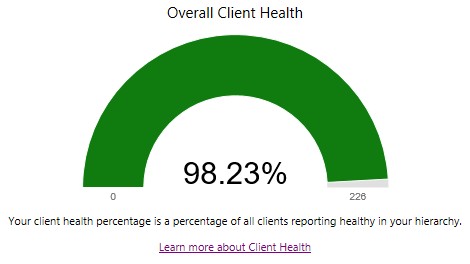 Overall Client Health
98.23%
0
226
Your client health percentage is a percentage of all clients reporting healthy in your hierarchy.
Learn more about Client Health